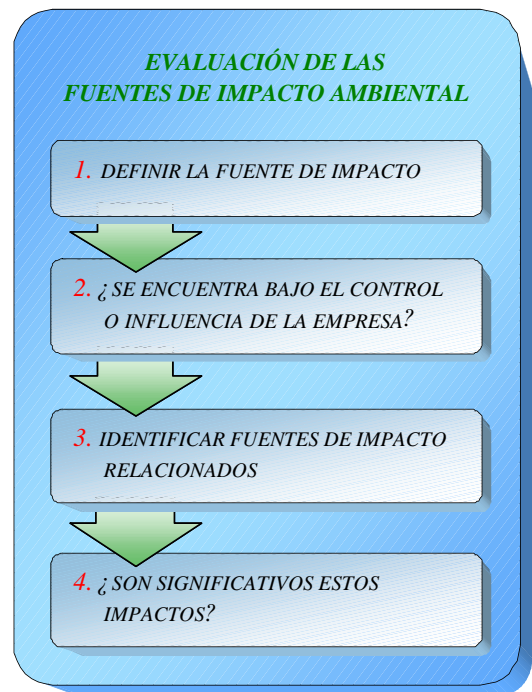 EVALUACIÓN DE LAS
FUENTES DE IMPACTO AMBIENTAL
1. DEFINIR LA FUENTE DE IMPACTO
2. ¿SE ENCUENTRA BAJO EL CONTROL
O INFLUENCIA DE LA EMPRESA?
3. IDENTIFICAR FUENTES DE IMPACTO
RELACIONADOS
4. ¿SON SIGNIFICATIVOS ESTOS
IMPACTOS?